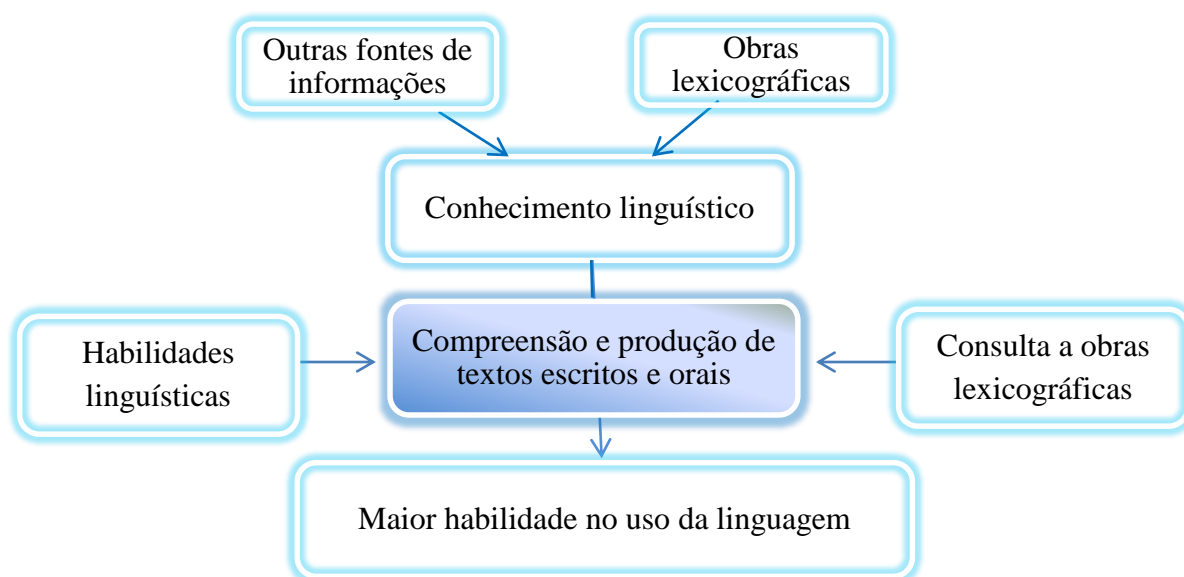 Outras fontes de
informações
Obras
lexicográficas
Conhecimento linguístico
Habilidades
linguísticas
Compreensão e produção de
textos escritos e orais
Consulta a obras
lexicográficas
Maior habilidade no uso da linguagem